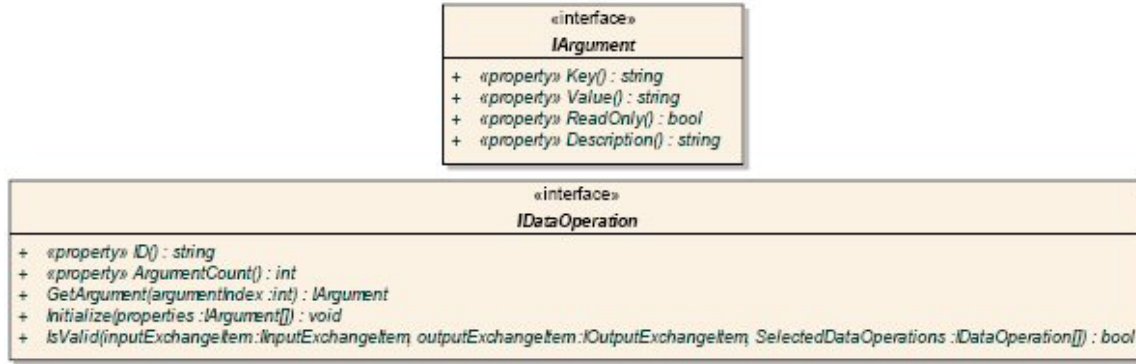 «interface»
IArgument
+ «property» Key() : string
+ «property» Value() : string
+ «property» ReadOnly() : bool
+ «property» Description() : string
«interface»
IDataOperation
+ «property» ID() : string
+ «property» ArgumentCount() : int
+ GetArgument(argumentIndex :int) : IArgument
+ Initialize(properties :IArgument[]) : void
+ IsValid(inputExchangeItem :IInputExchangeItem, outputExchangeItem :IOutputExchangeItem, SelectedDataOperations :IDataOperation[]) : bool